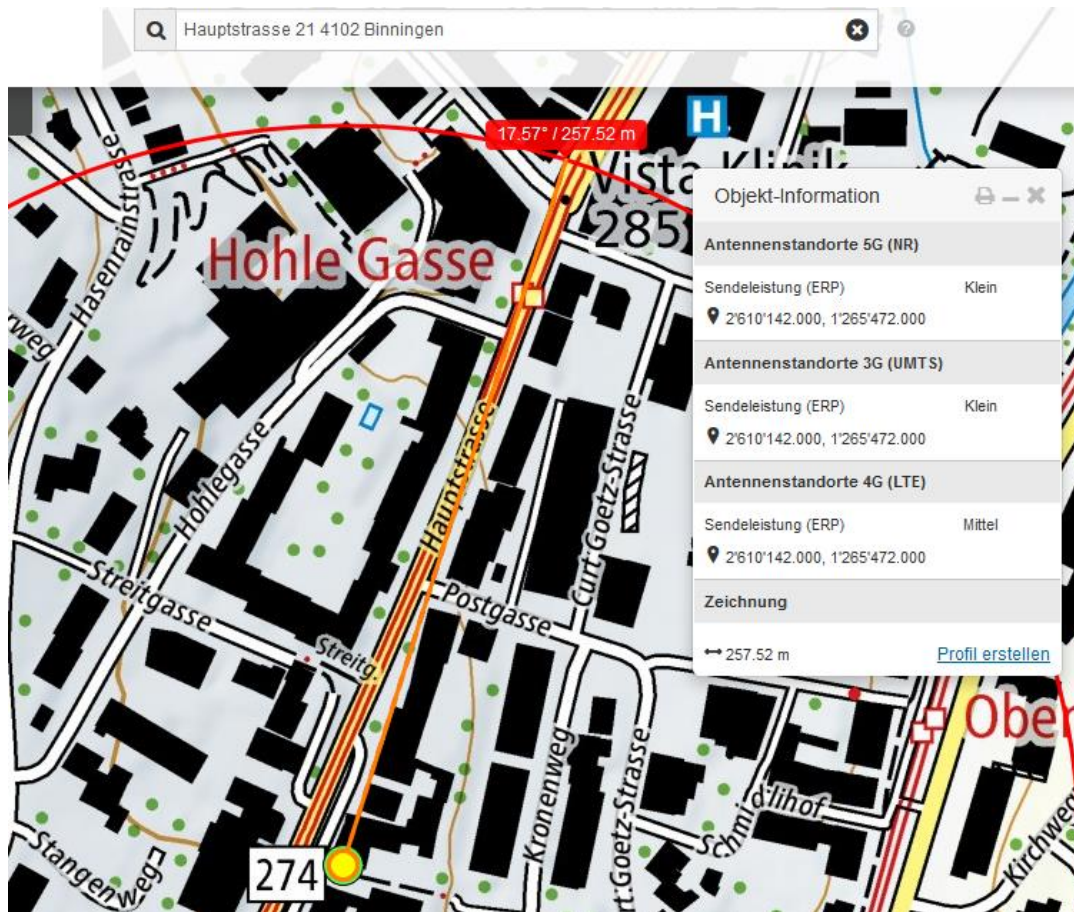 Hauptstrasse 21 4102 Binningen
17.57° / 257.52 m
H
Vista Klinik
285
Hasenrainstrasse
Hohle Gasse
Objekt-Information
Antennenstandorte 5G (NR)
Sendeleistung (ERP) Klein
2'610'142.000, 1'265'472.000
Antennenstandorte 3G (UMTS)
Sendeleistung (ERP) Klein
2'610'142.000, 1'265'472.000
Antennenstandorte 4G (LTE)
Sendeleistung (ERP) Mittel
2'610'142.000, 1'265'472.000
Zeichnung
257.52 m Profil erstellen
Hohlegasse
Hauptstrasse
Curt Goetz-Strasse
Streitgasse
Postgasse
Streitg.
Ober
Kronenweg
Schmidlihof
Kirchweg
Stangenweg
274